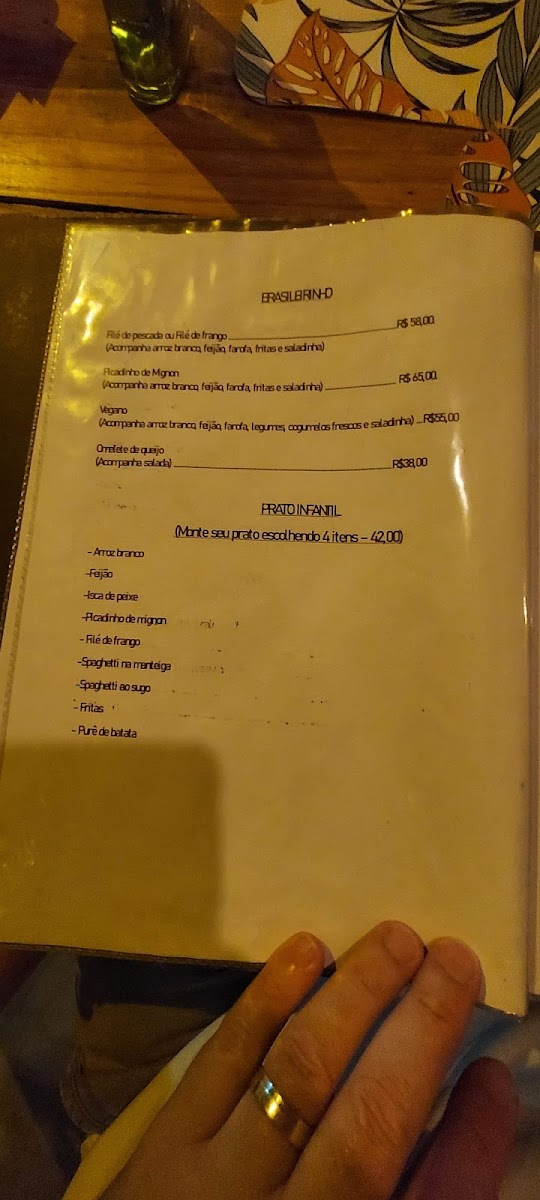 BRASILEIRINHO
Filé de pescada ou Filé de frango R$ 58,00
(Acompanha arroz branco, feijão, farofa, fritas e saladinha)
Picadinho de Mignon
(Acompanha arroz branco, feijão, farofa, fritas e saladinha) R$ 65,00
Vegano
(Acompanha arroz branco, feijão, farofa, legumes, cogumelos frescos e saladinha) R$55,00
Omelete de queijo
(Acompanha salada) R$38,00
PRATO INFANTIL
(Monte seu prato escolhendo 4 itens – 42,00)
- Arroz branco
-Feijão
-Isca de peixe
-Picadinho de mignon
- Filé de frango
-Spaghetti na manteiga
-Spaghetti ao sugo
- Fritas
- Purê de batata